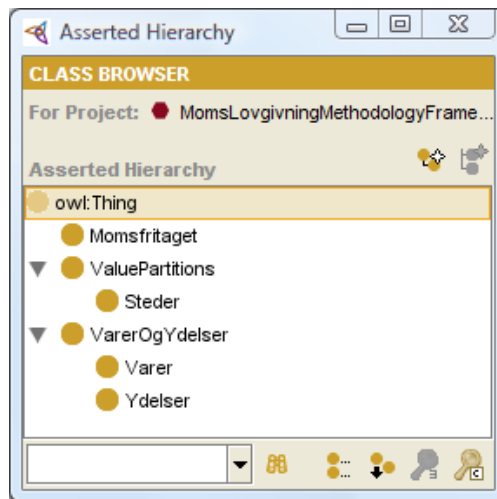 Asserted Hierarchy
CLASS BROWSER
For Project: MomsLovgivningMethodologyFrame...
Asserted Hierarchy
owl:Thing
Momsfritaget
ValuePartitions
Steder
VarerOgYdelser
Varer
Ydelser